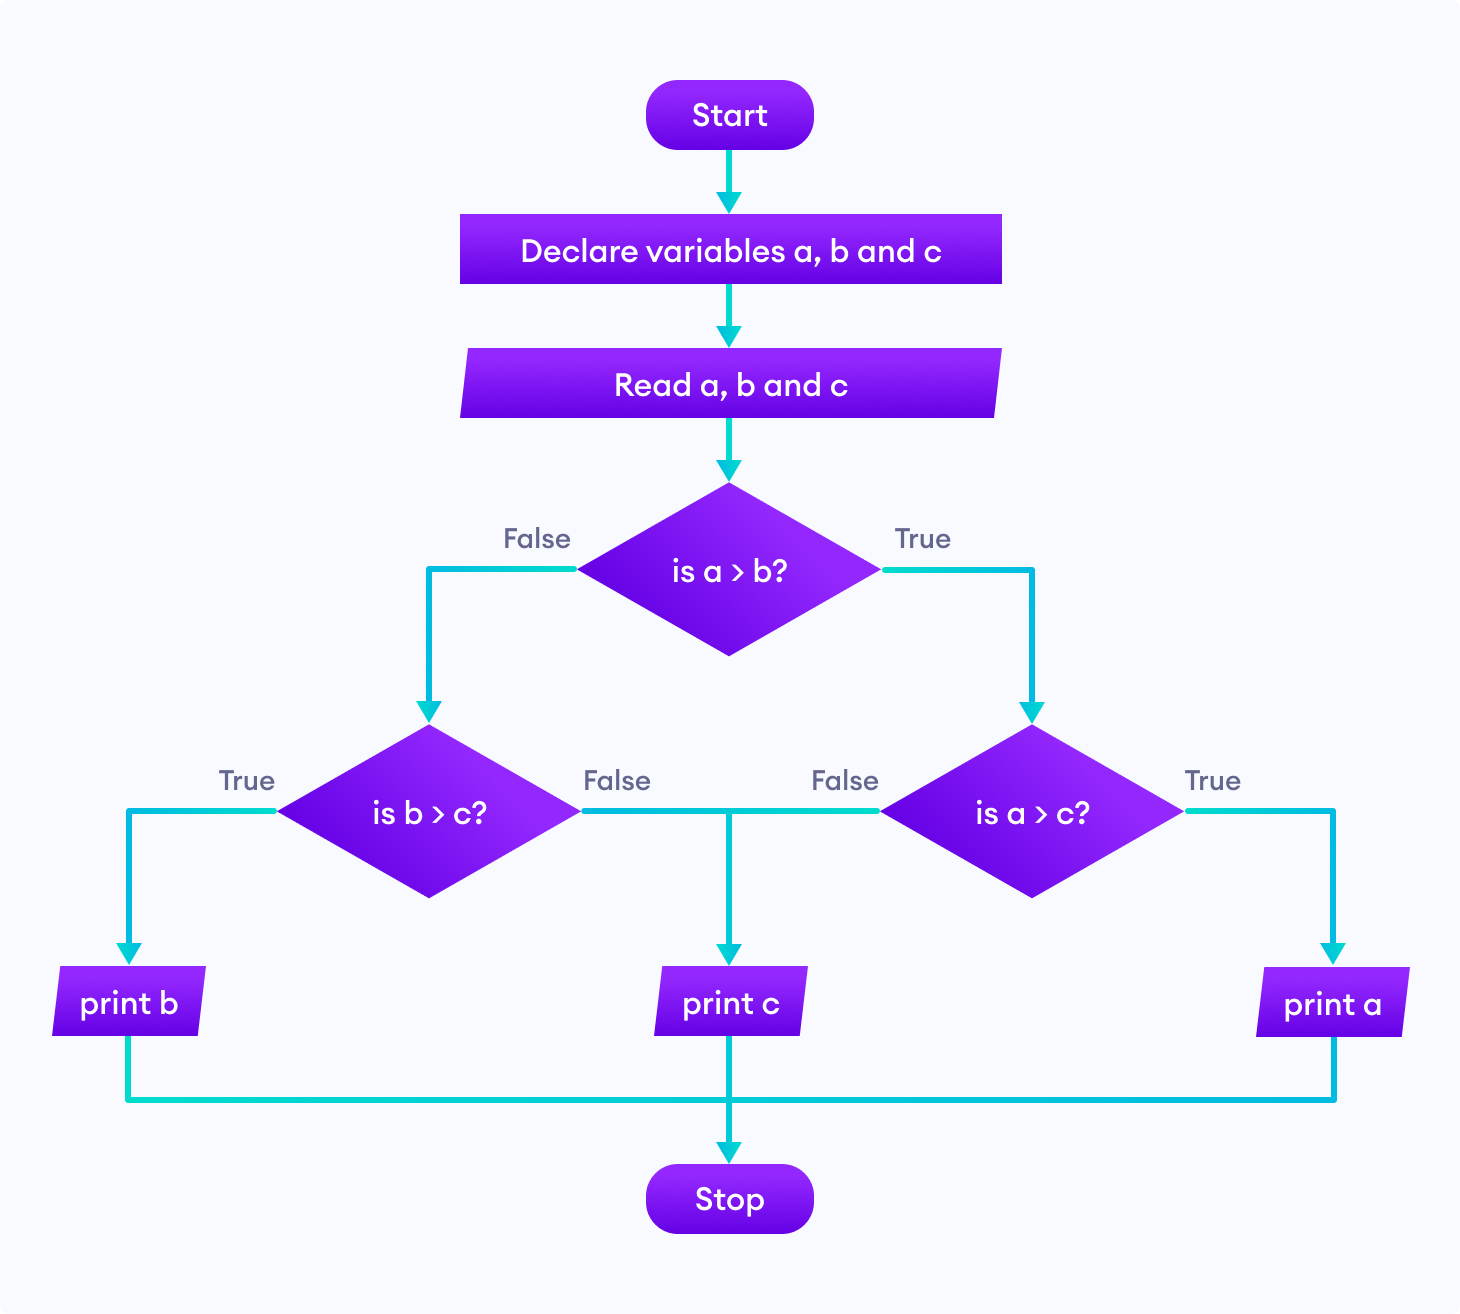 Start
Declare variables a, b and c
Read a, b and c
False
True
is a > b?
True
False
False
True
is b > c?
is a > c?
print b
print c
print a
Stop